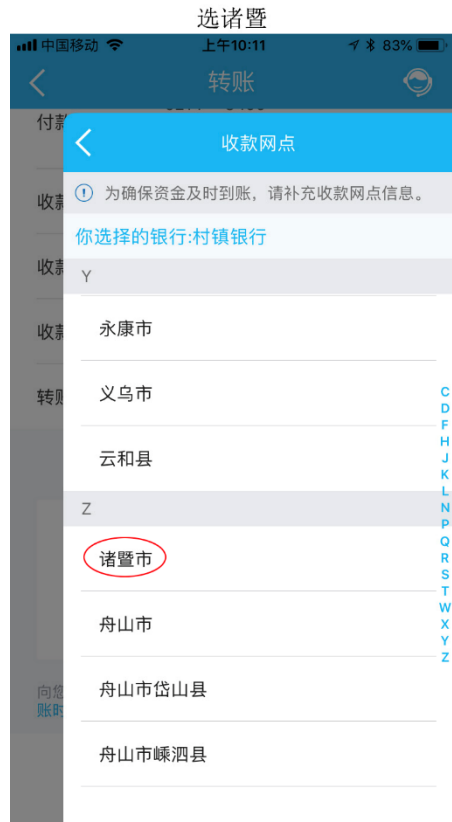 选诸暨
中国移动 上午10:11 83%
转账
付款
收款网点
为确保资金及时到账，请补充收款网点信息。
收款
你选择的银行:村镇银行
收款
Y
收款
永康市
转账
义乌市
云和县
Z
诸暨市
舟山市
舟山市岱山县
向您
账时
舟山市嵊泗县
C
D
F
H
J
K
L
N
P
Q
R
S
T
W
X
Y
Z